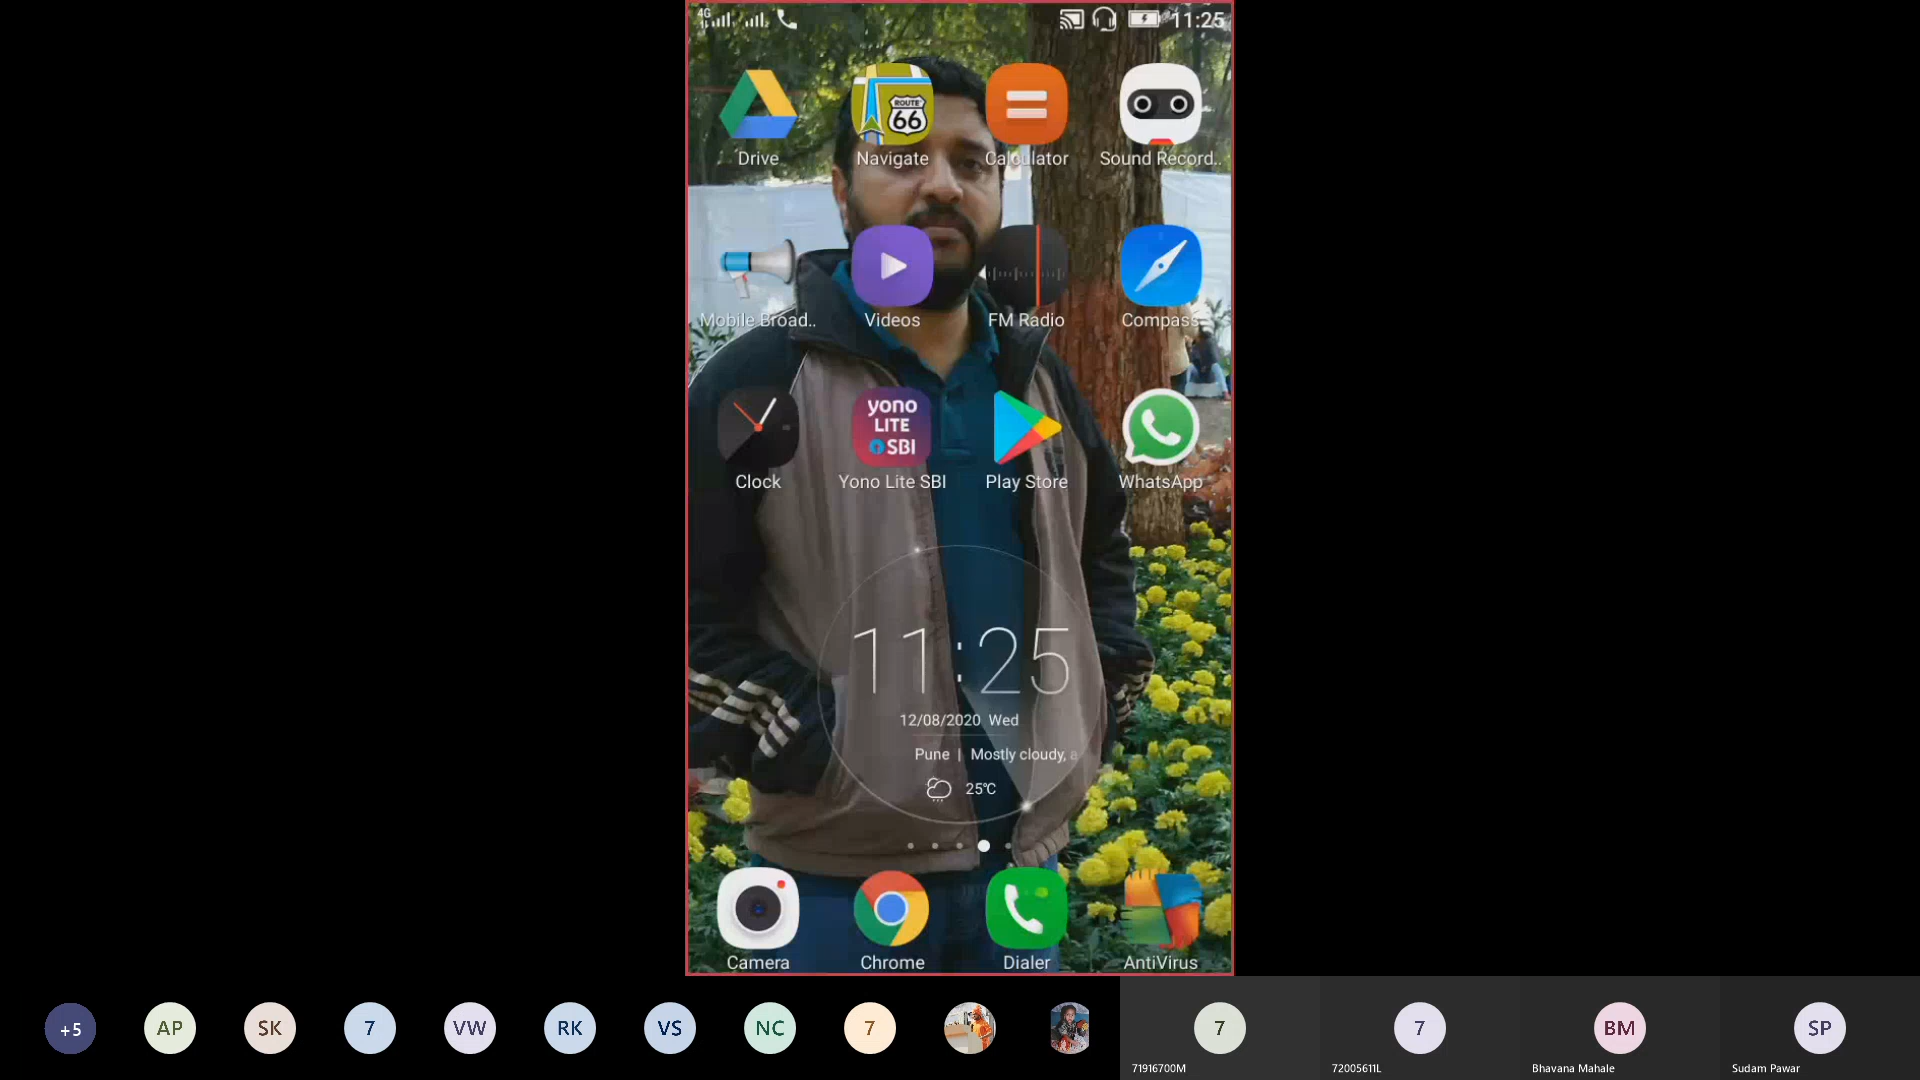 4G
11:25
Drive
Navigate
Calculator
Sound Record..
ROUTE
66
Mobile Broad..
Videos
FM Radio
Compass
yono
LITE
SBI
Clock
Yono Lite SBI
Play Store
WhatsApp
11:25
12/08/2020 Wed
Pune | Mostly cloudy, a
25℃
Camera
Chrome
Dialer
AntiVirus
+5
AP
SK
7
VW
RK
VS
NC
7
7
7
BM
SP
71916700M
72005611L
Bhavana Mahale
Sudam Pawar